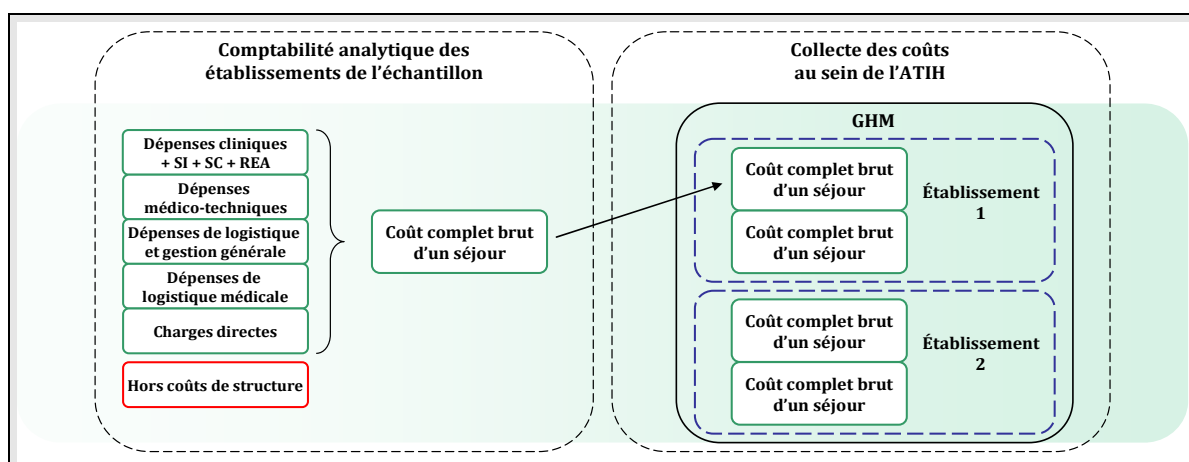 Comptabilité analytique des
établissements de l'échantillon
Dépenses cliniques
+ SI + SC + REA
Dépenses
médico-techniques
Dépenses de logistique
et gestion générale
Dépenses de
logistique médicale
Charges directes
Hors coûts de structure
Coût complet brut
d'un séjour
Collecte des coûts
au sein de l'ATIH
GHM
Coût complet brut
d'un séjour
Coût complet brut
d'un séjour
Établissement
1
Coût complet brut
d'un séjour
Coût complet brut
d'un séjour
Établissement
2